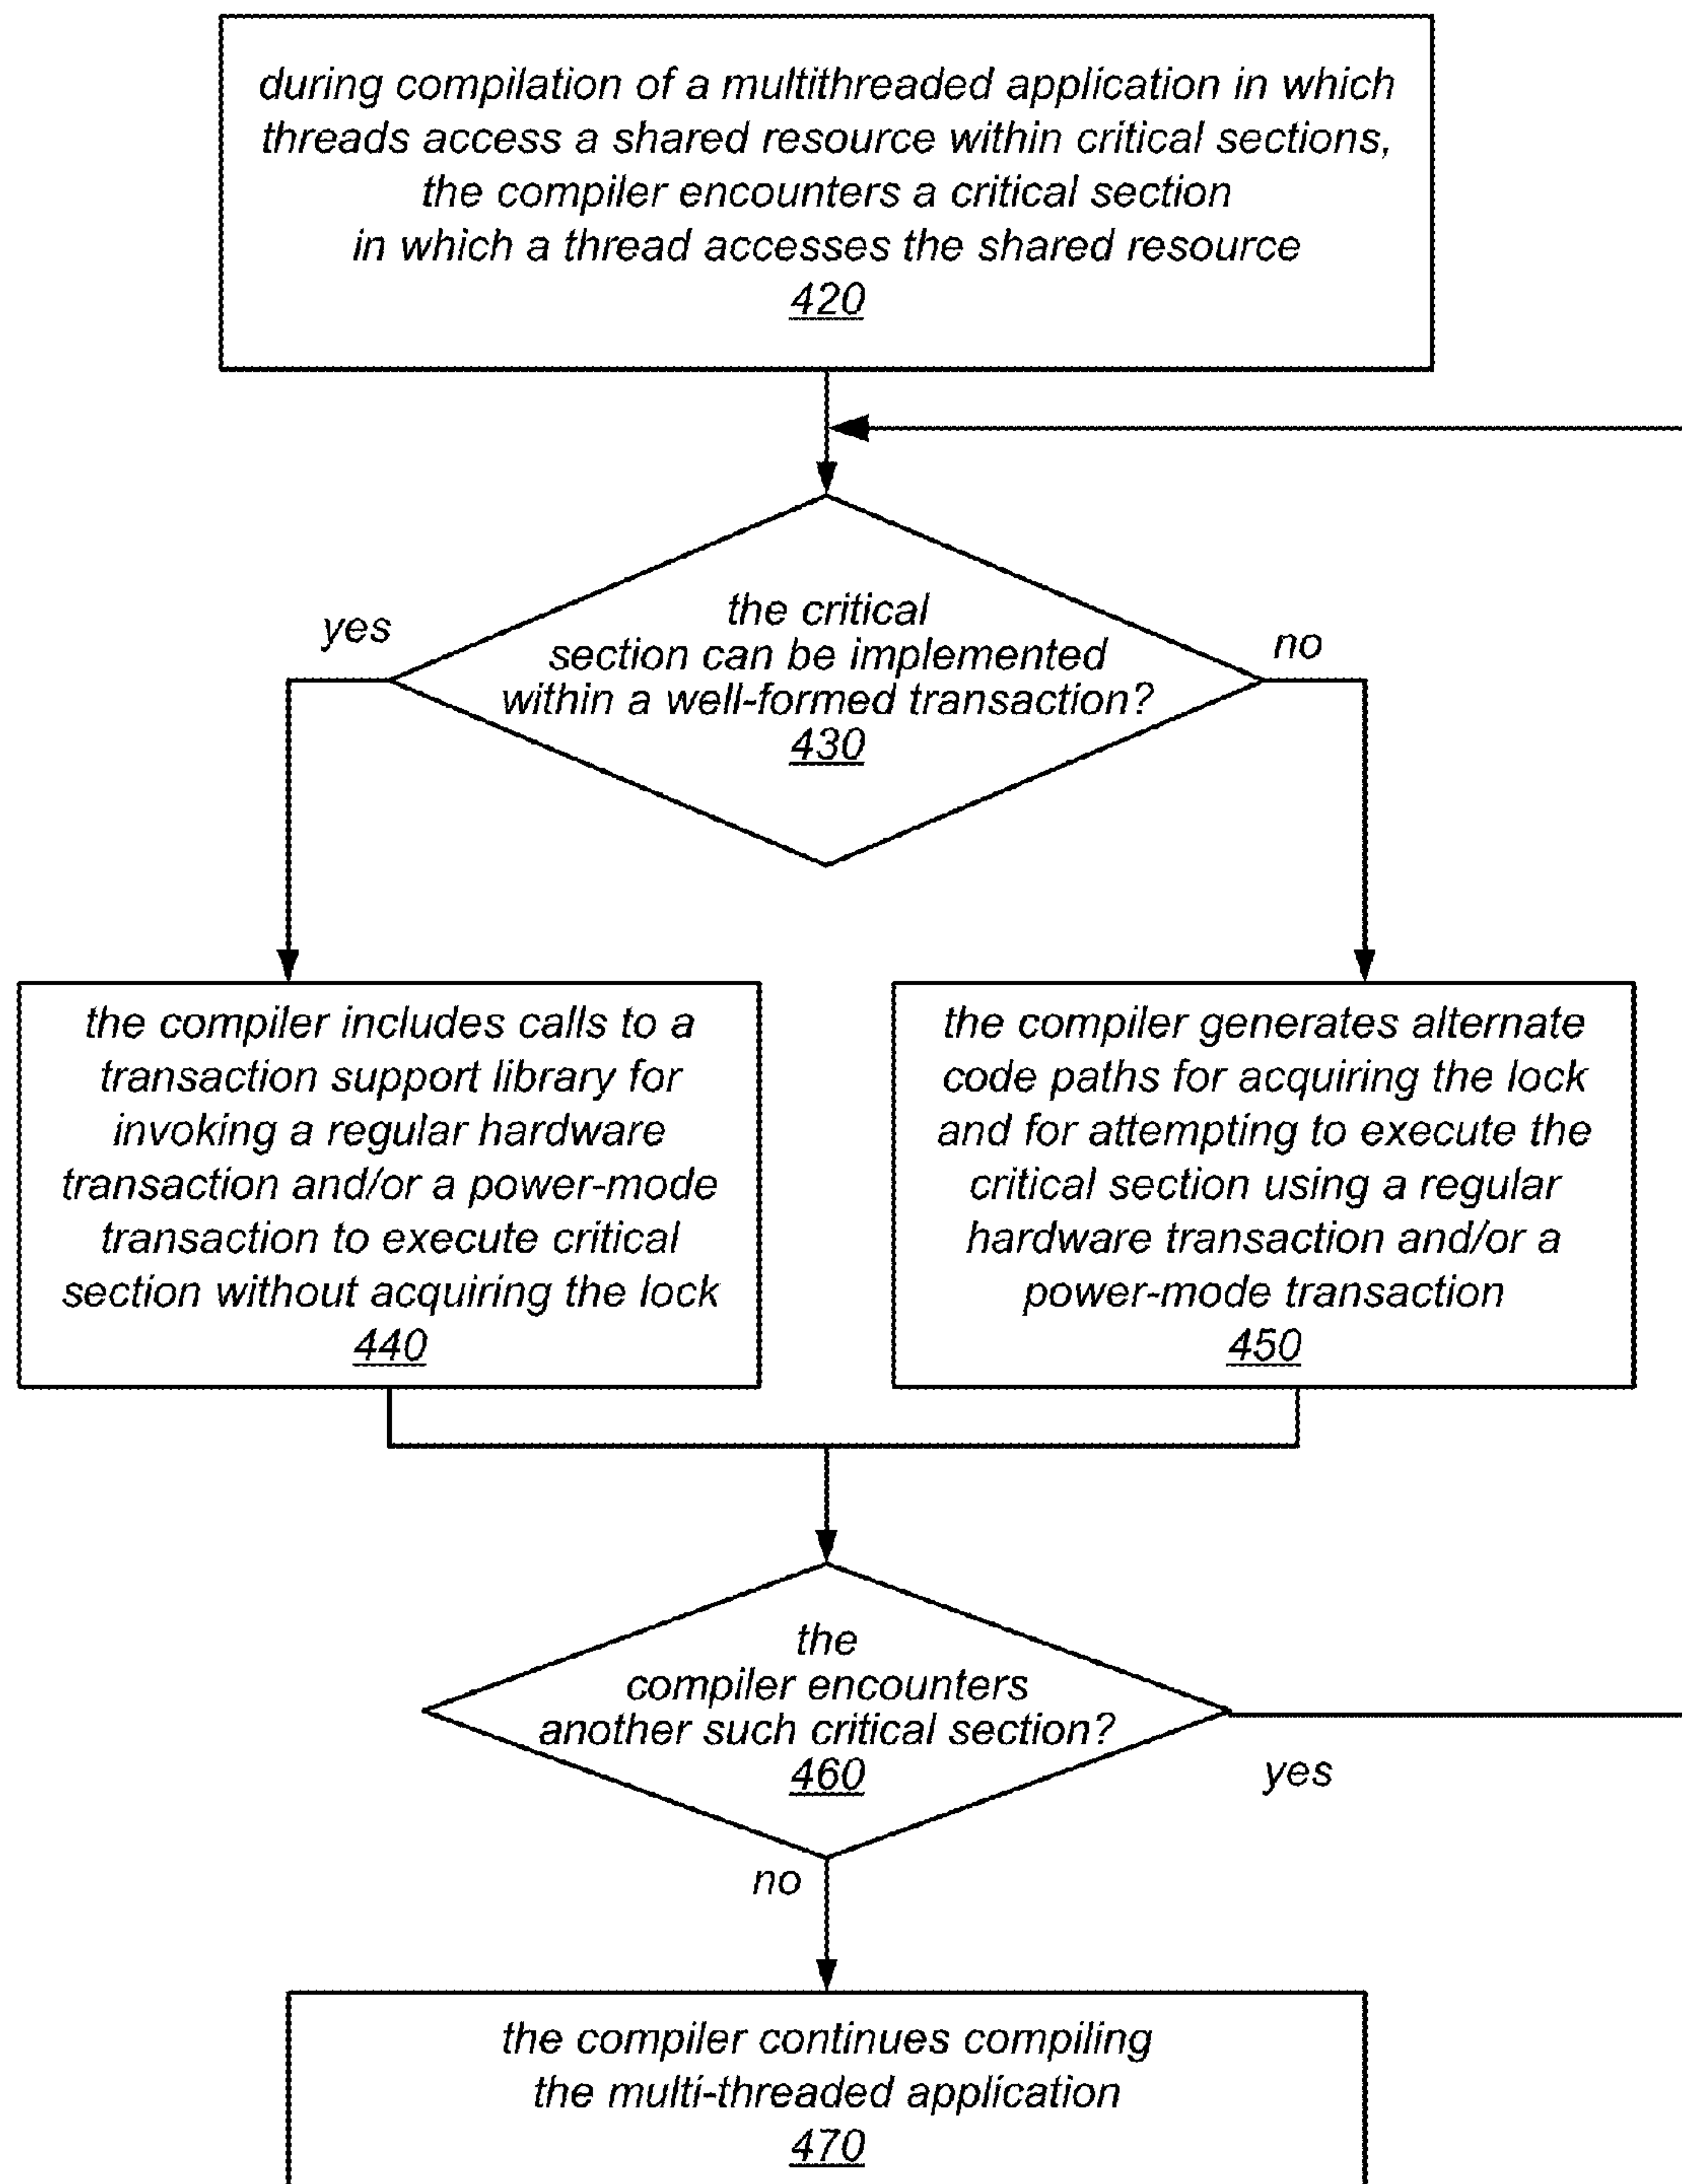 during compilation of a multithreaded application in which
threads access a shared resource within critical sections,
the compiler encounters a critical section
in which a thread accesses the shared resource
420
the critical
section can be implemented
within a well-formed transaction?
430
yes
no
the compiler includes calls to a
transaction support library for
invoking a regular hardware
transaction and/or a power-mode
transaction to execute critical
section without acquiring the lock
440
the compiler generates alternate
code paths for acquiring the lock
and for attempting to execute the
critical section using a regular
hardware transaction and/or a
power-mode transaction
450
the
compiler encounters
another such critical section?
460
yes
no
the compiler continues compiling
the multi-threaded application
470